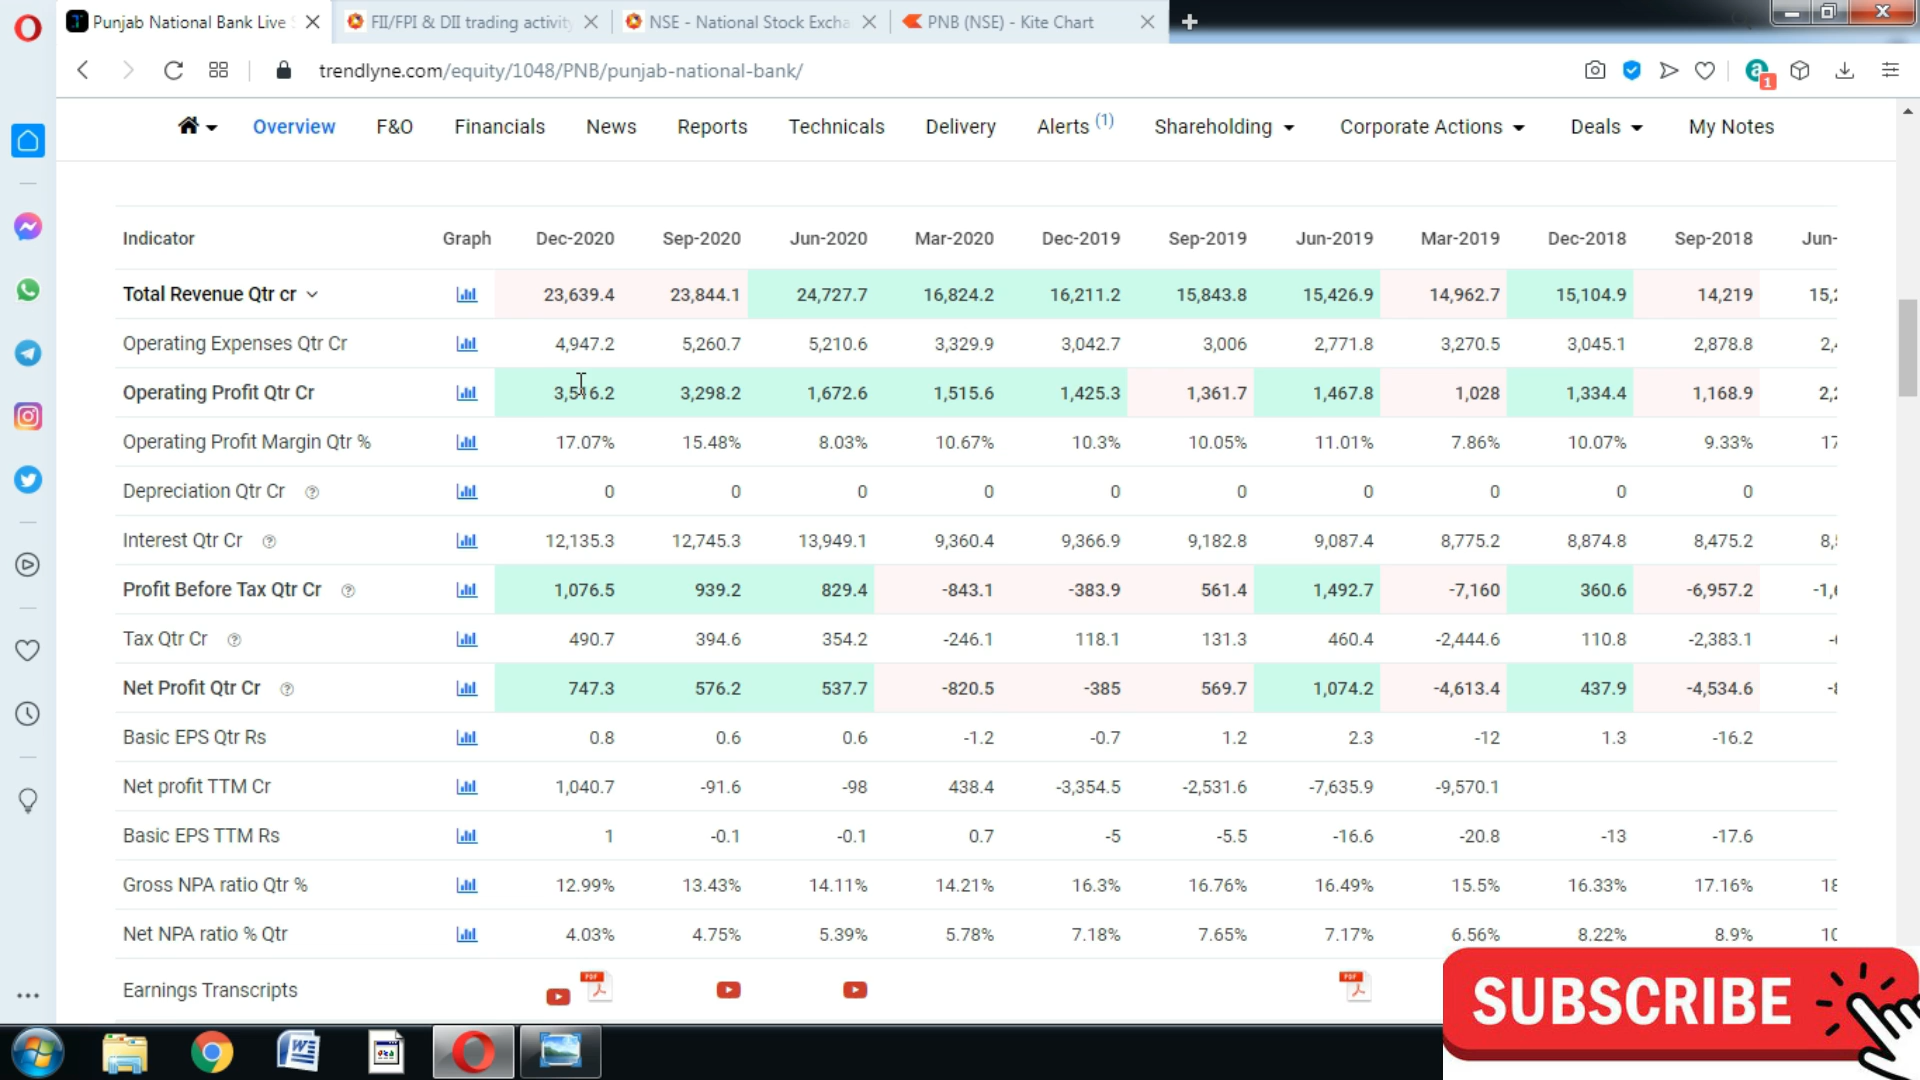 Punjab National Bank Live
FII/FPI & DII trading activity
NSE - National Stock Excha
PNB (NSE) - Kite Chart
trendlyne.com/equity/1048/PNB/punjab-national-bank/
a 1
Overview F&O Financials News Reports Technicals Delivery Alerts (1) Shareholding Corporate Actions Deals My Notes
Indicator Graph Dec-2020 Sep-2020 Jun-2020 Mar-2020 Dec-2019 Sep-2019 Jun-2019 Mar-2019 Dec-2018 Sep-2018 Jun-
Total Revenue Qtr cr 23,639.4 23,844.1 24,727.7 16,824.2 16,211.2 15,843.8 15,426.9 14,962.7 15,104.9 14,219 15,2
Operating Expenses Qtr Cr 4,947.2 5,260.7 5,210.6 3,329.9 3,042.7 3,006 2,771.8 3,270.5 3,045.1 2,878.8 2,4
Operating Profit Qtr Cr 3,516.2 3,298.2 1,672.6 1,515.6 1,425.3 1,361.7 1,467.8 1,028 1,334.4 1,168.9 2,2
Operating Profit Margin Qtr % 17.07% 15.48% 8.03% 10.67% 10.3% 10.05% 11.01% 7.86% 10.07% 9.33% 17
Depreciation Qtr Cr ? 0 0 0 0 0 0 0 0 0 0
Interest Qtr Cr ? 12,135.3 12,745.3 13,949.1 9,360.4 9,366.9 9,182.8 9,087.4 8,775.2 8,874.8 8,475.2 8,
Profit Before Tax Qtr Cr ? 1,076.5 939.2 829.4 -843.1 -383.9 561.4 1,492.7 -7,160 360.6 -6,957.2 -1,6
Tax Qtr Cr ? 490.7 394.6 354.2 -246.1 118.1 131.3 460.4 -2,444.6 110.8 -2,383.1
Net Profit Qtr Cr ? 747.3 576.2 537.7 -820.5 -385 569.7 1,074.2 -4,613.4 437.9 -4,534.6
Basic EPS Qtr Rs 0.8 0.6 0.6 -1.2 -0.7 1.2 2.3 -12 1.3 -16.2
Net profit TTM Cr 1,040.7 -91.6 -98 438.4 -3,354.5 -2,531.6 -7,635.9 -9,570.1
Basic EPS TTM Rs 1 -0.1 -0.1 0.7 -5 -5.5 -16.6 -20.8 -13 -17.6
Gross NPA ratio Qtr % 12.99% 13.43% 14.11% 14.21% 16.3% 16.76% 16.49% 15.5% 16.33% 17.16% 18
Net NPA ratio % Qtr 4.03% 4.75% 5.39% 5.78% 7.18% 7.65% 7.17% 6.56% 8.22% 8.9% 10
Earnings Transcripts PDF PDF
SUBSCRIBE